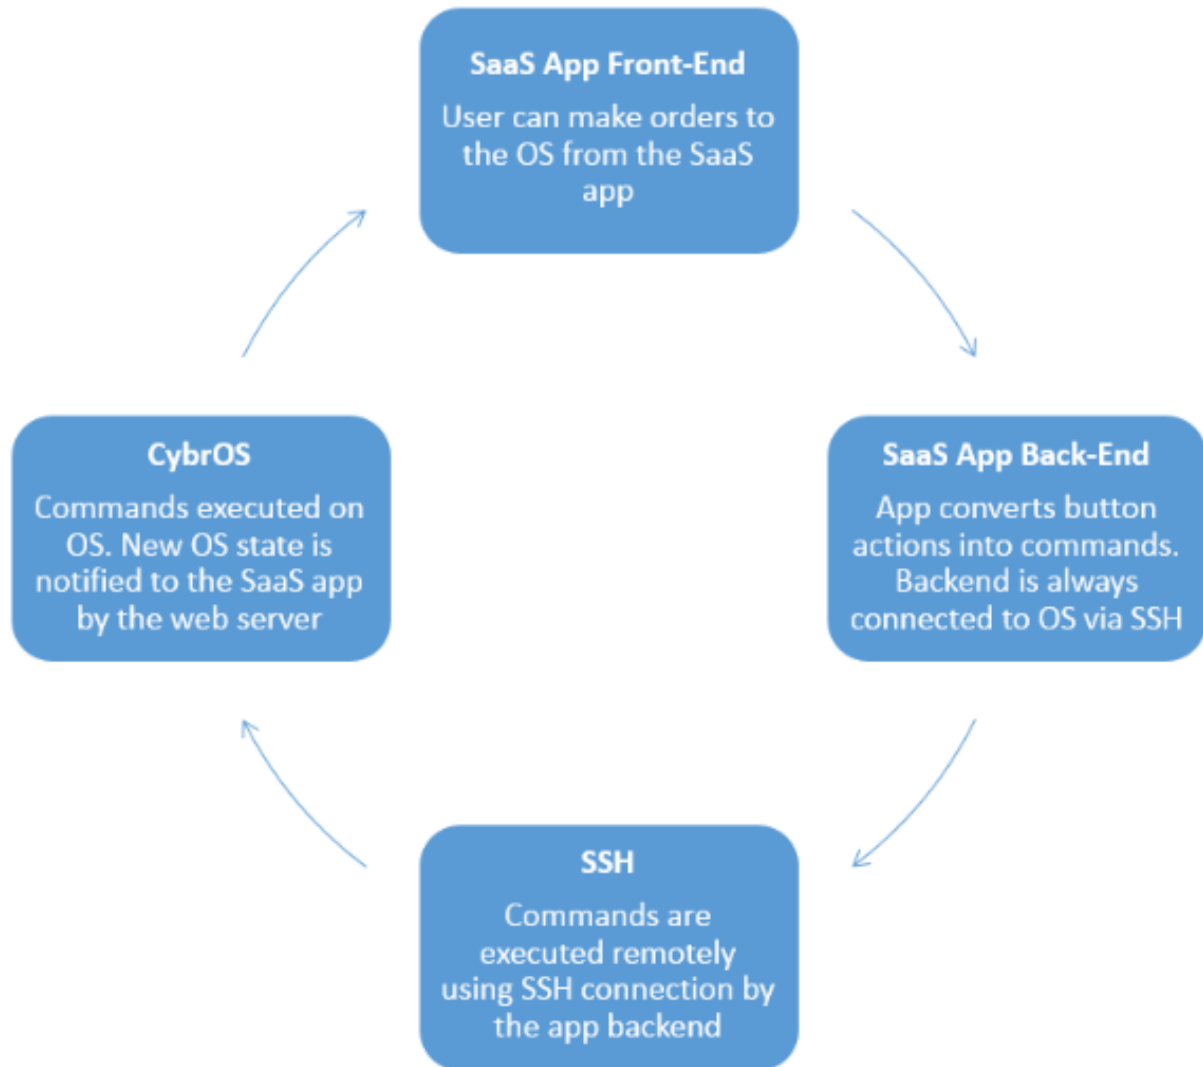 SaaS App Front-End
User can make orders to
the OS from the SaaS
app
CybrOS
Commands executed on
OS. New OS state is
notified to the SaaS app
by the web server
SaaS App Back-End
App converts button
actions into commands.
Backend is always
connected to OS via SSH
SSH
Commands are
executed remotely
using SSH connection by
the app backend